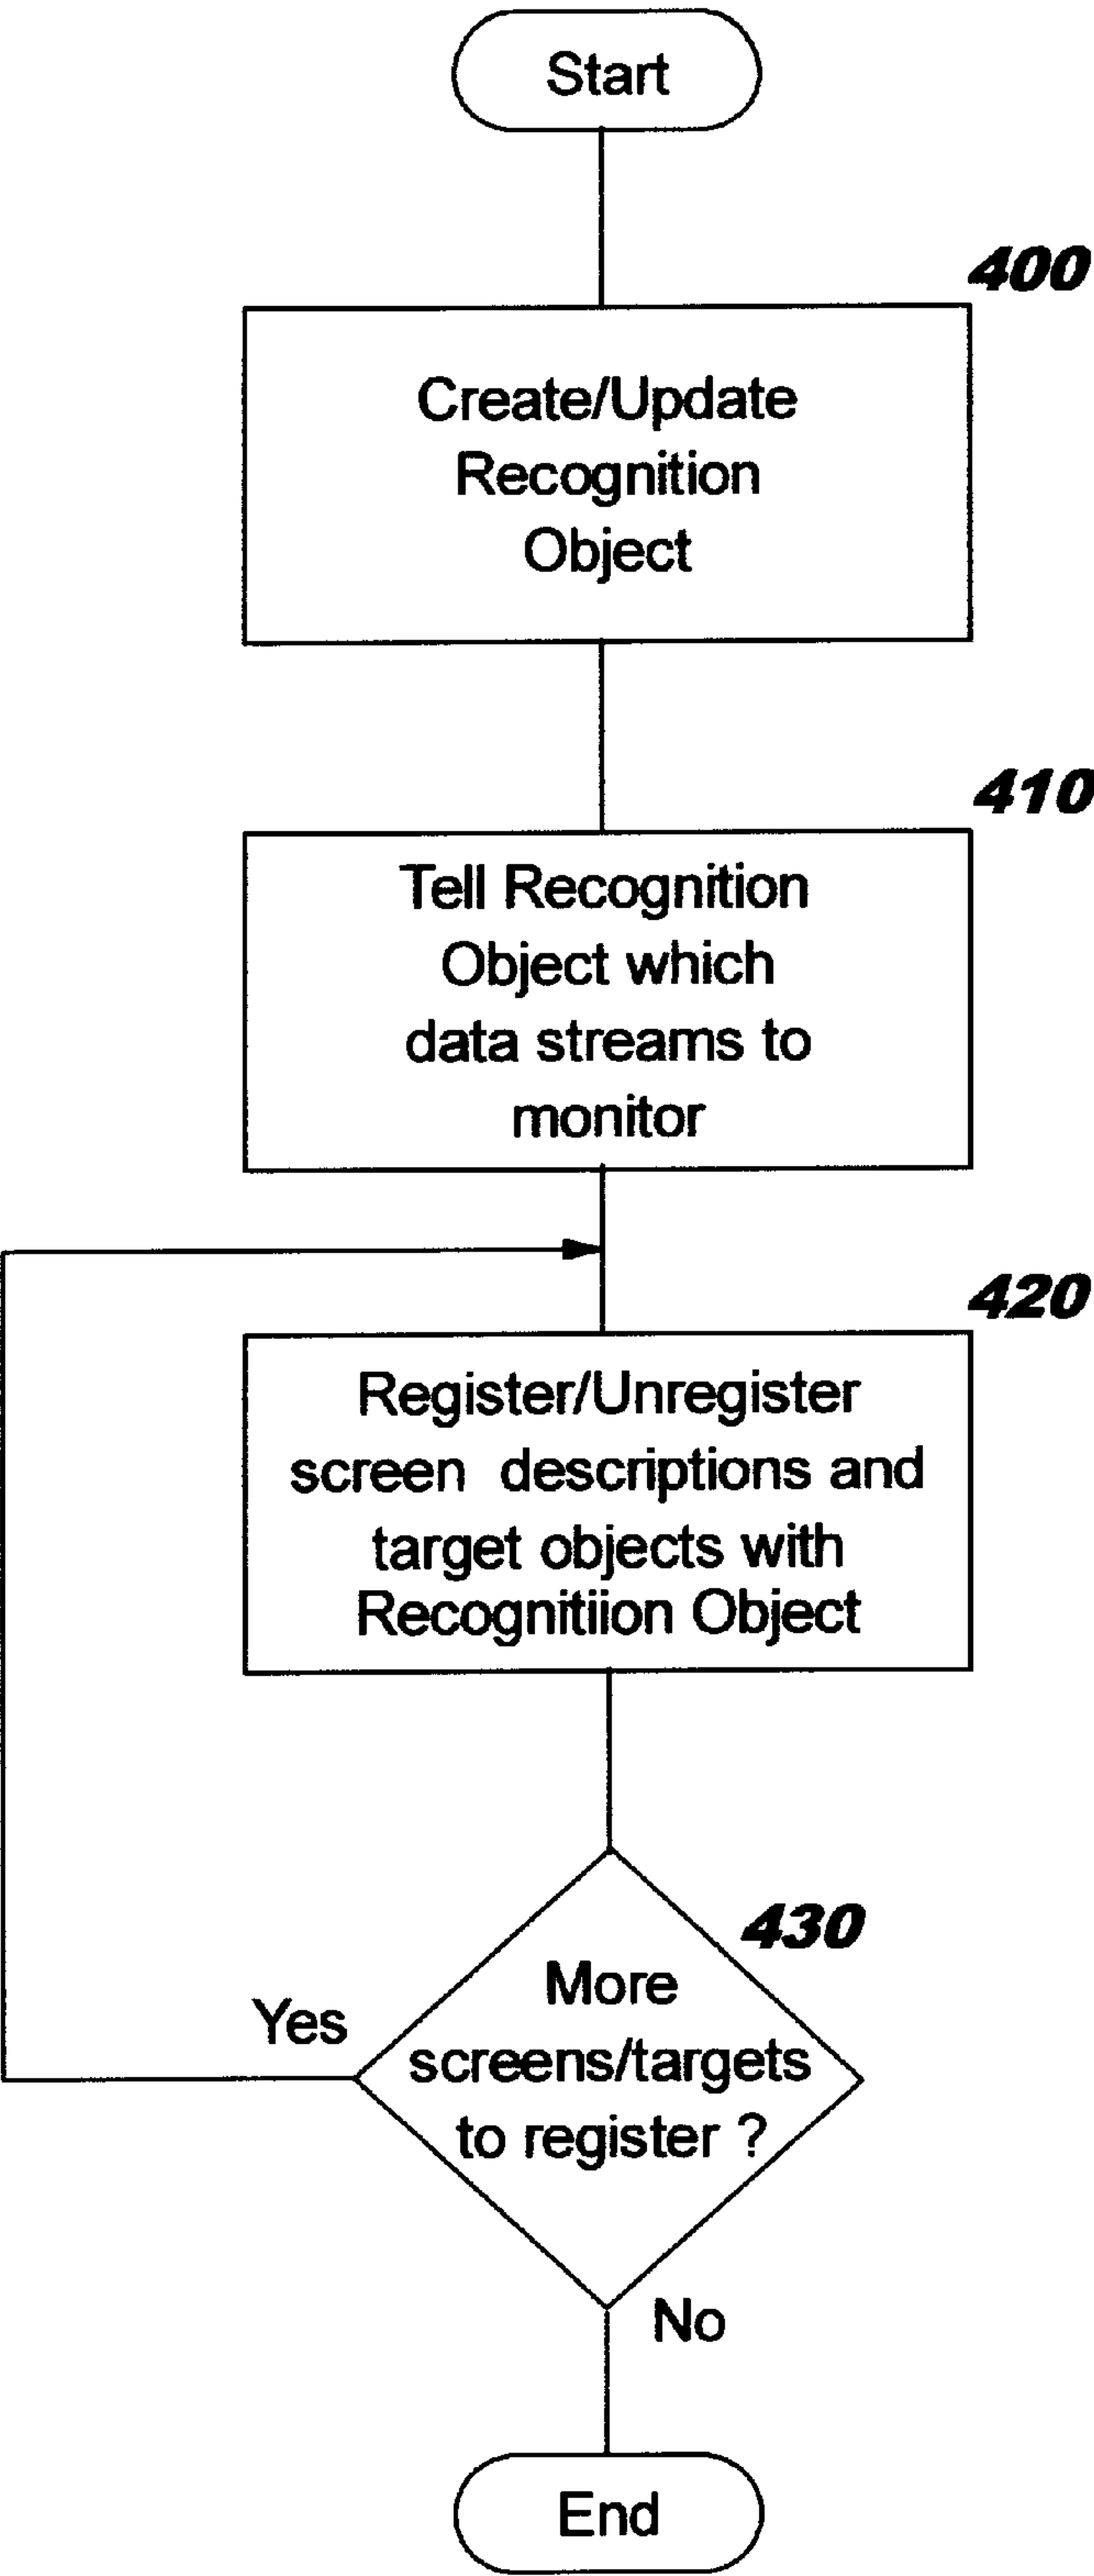 Start
400
Create/Update
Recognition
Object
410
Tell Recognition
Object which
data streams to
monitor
420
Register/Unregister
screen descriptions and
target objects with
Recognitiion Object
430
More
screens/targets
to register ?
Yes
No
End